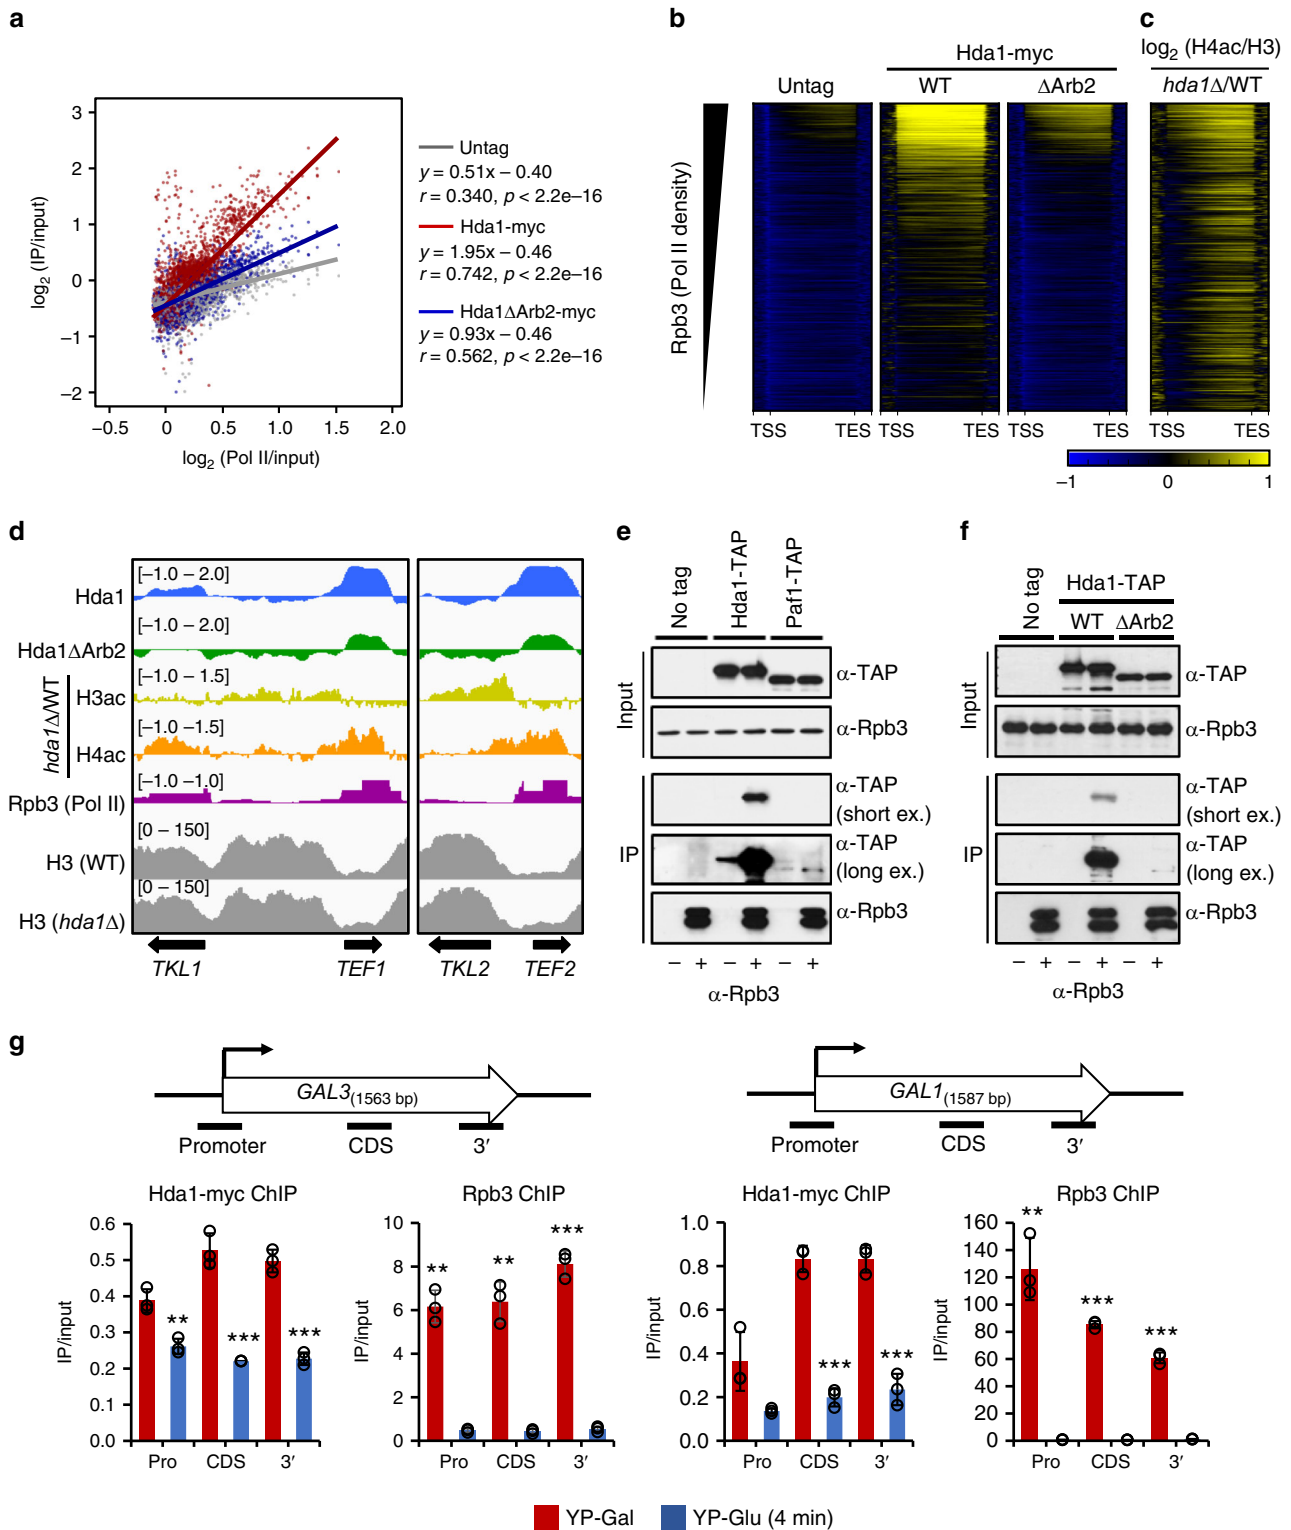 a
3
2
1
0
−1
−2
log2 (IP/input)
−0.5 0 0.5 1.0 1.5 2.0
log2 (Pol II/input)
Untag
y = 0.51x − 0.40
r = 0.340, p < 2.2e−16
Hda1-myc
y = 1.95x − 0.46
r = 0.742, p < 2.2e−16
Hda1ΔArb2-myc
y = 0.93x − 0.46
r = 0.562, p < 2.2e−16
b
Hda1-myc
Untag WT ΔArb2
Rpb3 (Pol II density)
TSS TES TSS TES TSS TES
c
log2 (H4ac/H3)
hda1Δ/WT
TSS TES
−1 0 1
d
Hda1
[−1.0 − 2.0]
Hda1ΔArb2
[−1.0 − 2.0]
hda1Δ/WT
H3ac
[−1.0 − 1.5]
H4ac
[−1.0 −1.5]
Rpb3 (Pol II)
[−1.0 −1.0]
H3 (WT)
[0 − 150]
H3 (hda1Δ)
[0 − 150]
TKL1 TEF1 TKL2 TEF2
e
No tag
Hda1-TAP
Paf1-TAP
Input
α-TAP
α-Rpb3
IP
α-TAP
(short ex.)
α-TAP
(long ex.)
α-Rpb3
− + − + − +
α-Rpb3
f
No tag
Hda1-TAP
WT ΔArb2
Input
α-TAP
α-Rpb3
IP
α-TAP
(short ex.)
α-TAP
(long ex.)
α-Rpb3
− + − + − +
α-Rpb3
g
GAL3(1563 bp)
Promoter CDS 3′
GAL1(1587 bp)
Promoter CDS 3′
Hda1-myc ChIP
IP/input
0.6
0.5
0.4
0.3
0.2
0.1
0.0
** *** ***
Pro CDS 3′
Rpb3 ChIP
IP/input
10
8
6
4
2
0
** ** ***
Pro CDS 3′
Hda1-myc ChIP
IP/input
1.0
0.8
0.6
0.4
0.2
0.0
*** ***
Pro CDS 3′
Rpb3 ChIP
IP/input
160
140
120
100
80
60
40
20
0
** *** ***
Pro CDS 3′
YP-Gal YP-Glu (4 min)